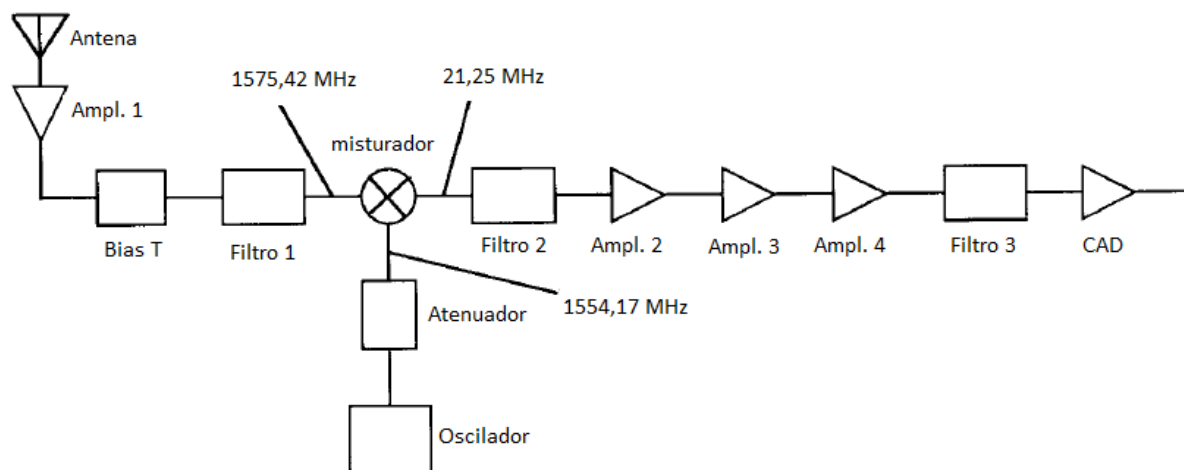 Antena
Ampl. 1
1575,42 MHz
21,25 MHz
misturador
Bias T
Filtro 1
Filtro 2
Ampl. 2
Ampl. 3
Ampl. 4
Filtro 3
CAD
1554,17 MHz
Atenuador
Oscilador